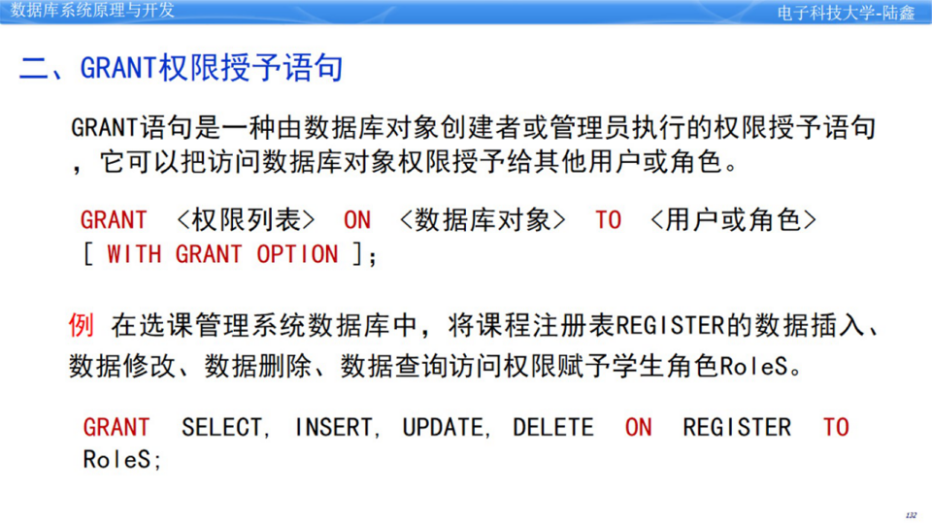 数据库系统原理与开发
电子科技大学-陆鑫
二、GRANT权限授予语句
GRANT语句是一种由数据库对象创建者或管理员执行的权限授予语句
，它可以把访问数据库对象权限授予给其他用户或角色。
GRANT <权限列表> ON <数据库对象> TO <用户或角色>
[ WITH GRANT OPTION ];
例 在选课管理系统数据库中，将课程注册表REGISTER的数据插入、
数据修改、数据删除、数据查询访问权限赋予学生角色RoleS。
GRANT SELECT, INSERT, UPDATE, DELETE ON REGISTER TO
RoleS;
132